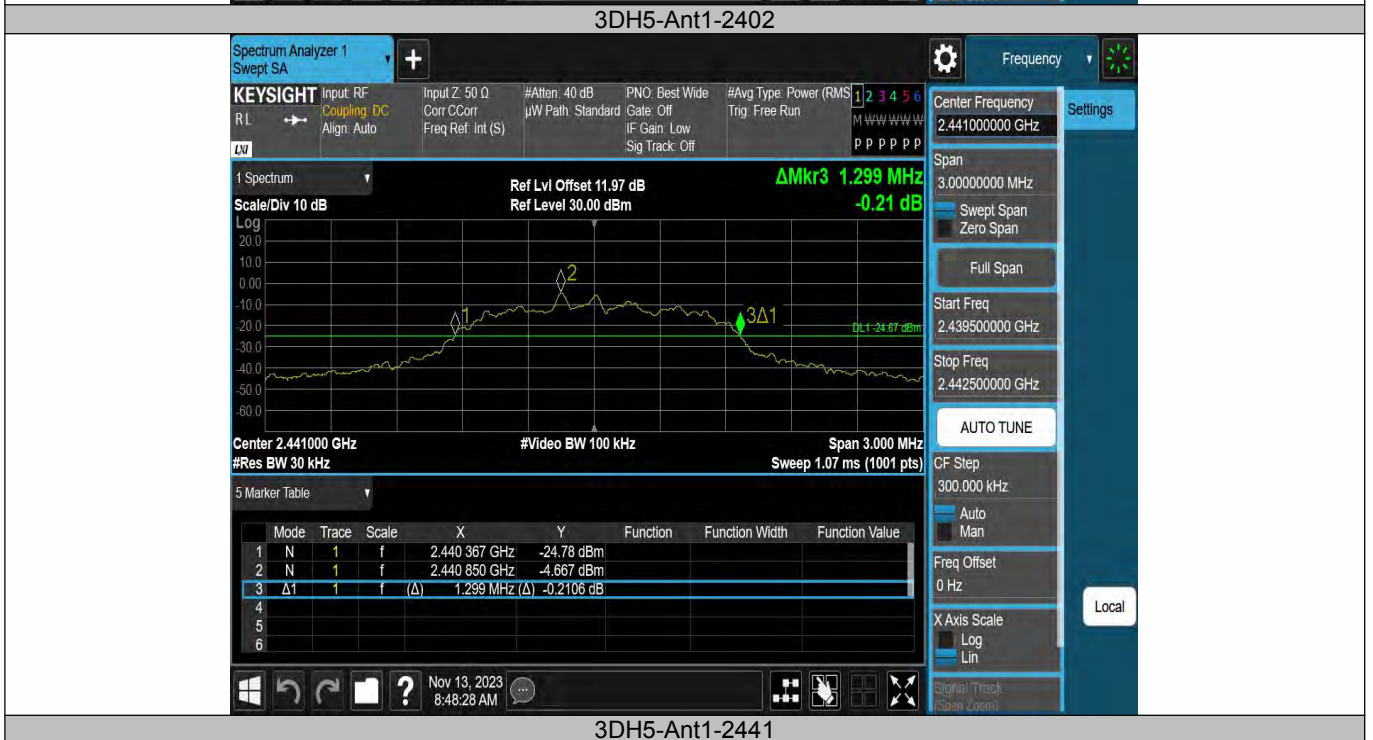 3DH5-Ant1-2402
Spectrum Analyzer 1
Swept SA
+
Frequency
KEYSIGHT
Input: RF
Coupling: DC
Align: Auto
Input Z: 50 Ω
Corr CCorr
Freq Ref: Int (S)
#Atten: 40 dB
µW Path: Standard
PNO: Best Wide
Gate: Off
IF Gain: Low
Sig Track: Off
#Avg Type: Power (RMS
Trig: Free Run
1 2 3 4 5 6
M W W W W W
P P P P P P
R L
LXI
Center Frequency
2.441000000 GHz
Settings
Span
3.00000000 MHz
Swept Span
Zero Span
Full Span
Start Freq
2.439500000 GHz
Stop Freq
2.442500000 GHz
AUTO TUNE
CF Step
300.000 kHz
Auto
Man
Freq Offset
0 Hz
X Axis Scale
Log
Lin
Signal Track
(Span Zoom)
Local
1 Spectrum
Scale/Div 10 dB
Ref Lvl Offset 11.97 dB
Ref Level 30.00 dBm
ΔMkr3 1.299 MHz
-0.21 dB
Log
20.0
10.0
0.00
-10.0
-20.0
-30.0
-40.0
-50.0
-60.0
1
2
3Δ1
DL1 -24.67 dBm
Center 2.441000 GHz
#Video BW 100 kHz
Span 3.000 MHz
#Res BW 30 kHz
Sweep 1.07 ms (1001 pts)
5 Marker Table
Mode Trace Scale X Y Function Function Width Function Value
1 N 1 f 2.440 367 GHz -24.78 dBm
2 N 1 f 2.440 850 GHz -4.667 dBm
3 Δ1 1 f (Δ) 1.299 MHz (Δ) -0.2106 dB
4
5
6
?
Nov 13, 2023
8:48:28 AM
3DH5-Ant1-2441